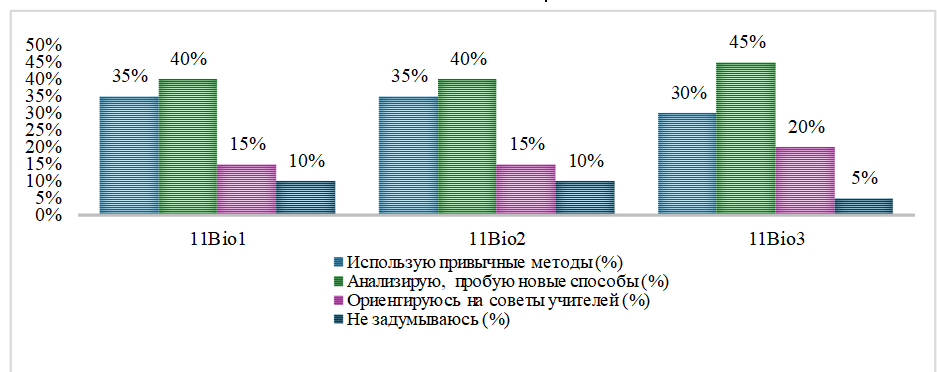 50%
45%
40%
35%
30%
25%
20%
15%
10%
5%
0%
35% 40% 15% 10%
35% 40% 15% 10%
30% 45% 20% 5%
11Bio1 11Bio2 11Bio3
Использую привычные методы (%)
Анализирую, пробую новые способы (%)
Ориентируюсь на советы учителей (%)
Не задумываюсь (%)